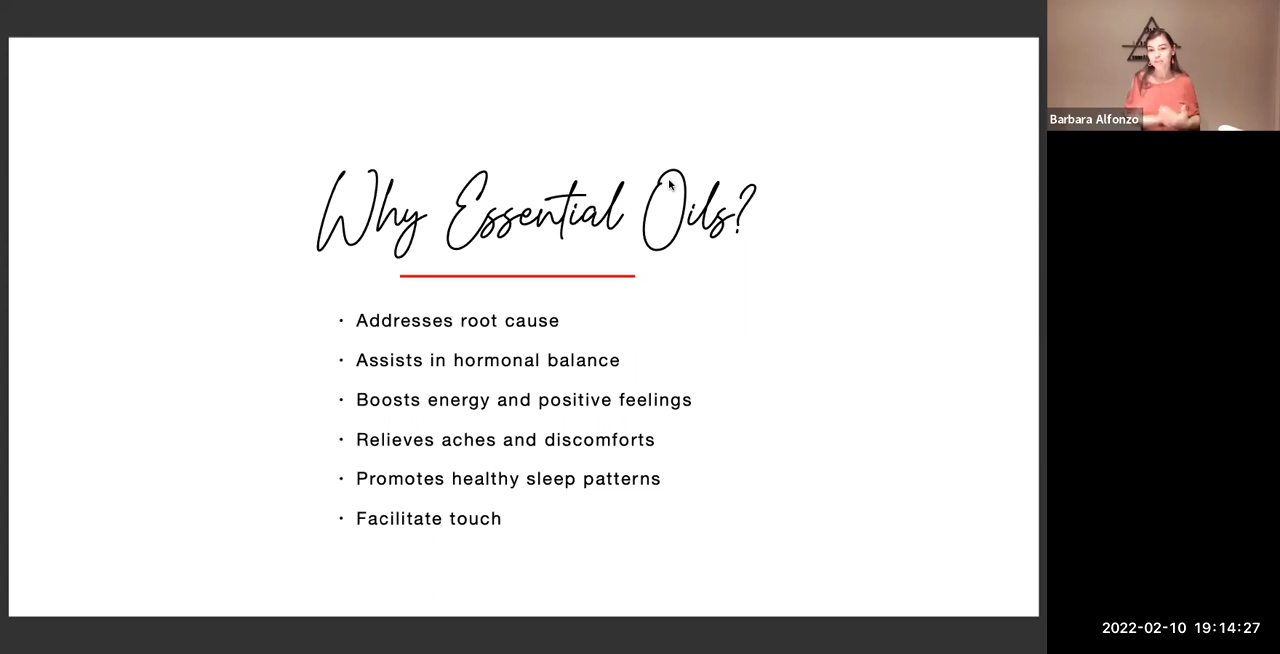 Why Essential Oils?
· Addresses root cause
· Assists in hormonal balance
· Boosts energy and positive feelings
· Relieves aches and discomforts
· Promotes healthy sleep patterns
· Facilitate touch
Barbara Alfonzo
2022-02-10 19:14:27